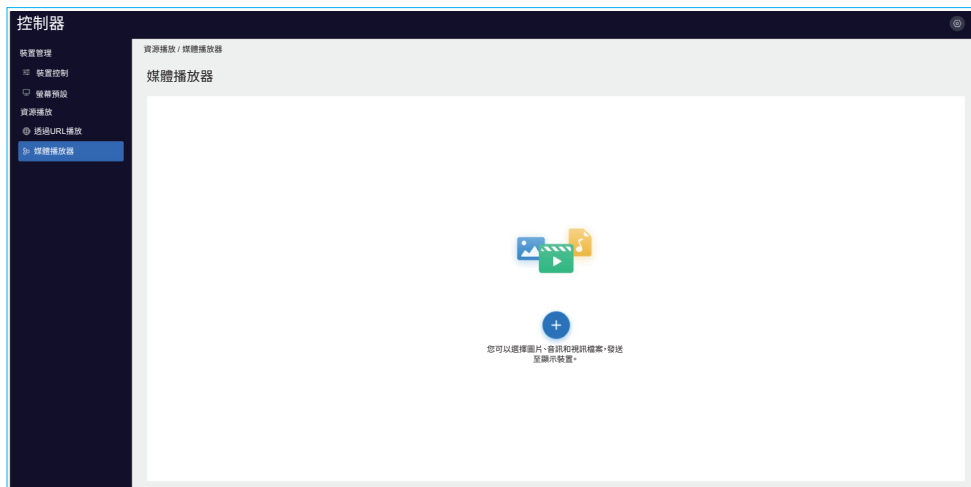 控制器
裝置管理
裝置控制
螢幕預設
資源播放
透過URL播放
媒體播放器
資源播放 / 媒體播放器
媒體播放器
您可以選擇圖片、音訊和視訊檔案，發送
至顯示裝置。